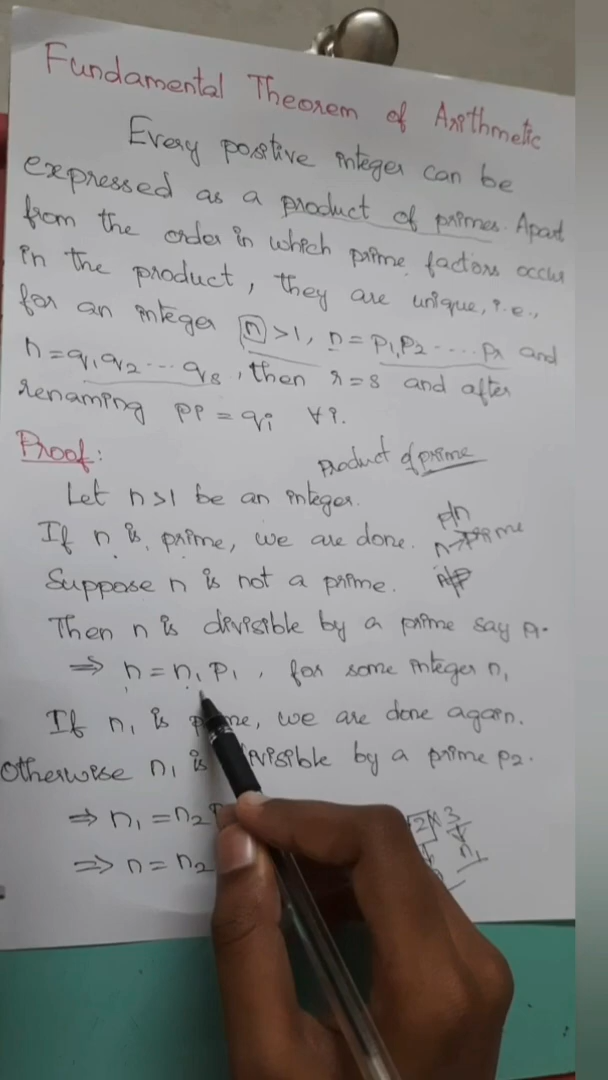 Fundamental Theorem of Arithmetic
Every positive integer can be
expressed as a product of primes. Apart
from the order in which prime factors occur
in the product, they are unique, i.e.,
for an integer n>1, n=p1,p2....pr and
n=q1q2...qs, then r=s and after
renaming pi = qi ∀i.
Proof:
Product of prime
Let n>1 be an integer.
If n is prime, we are done.
n→prime
Suppose n is not a prime.
Then n is divisible by a prime say p1.
⇒ n=n1p1, for some integer n1
If n1 is prime, we are done again.
Otherwise n1 is divisible by a prime p2.
⇒ n1=n2
⇒ n=n2